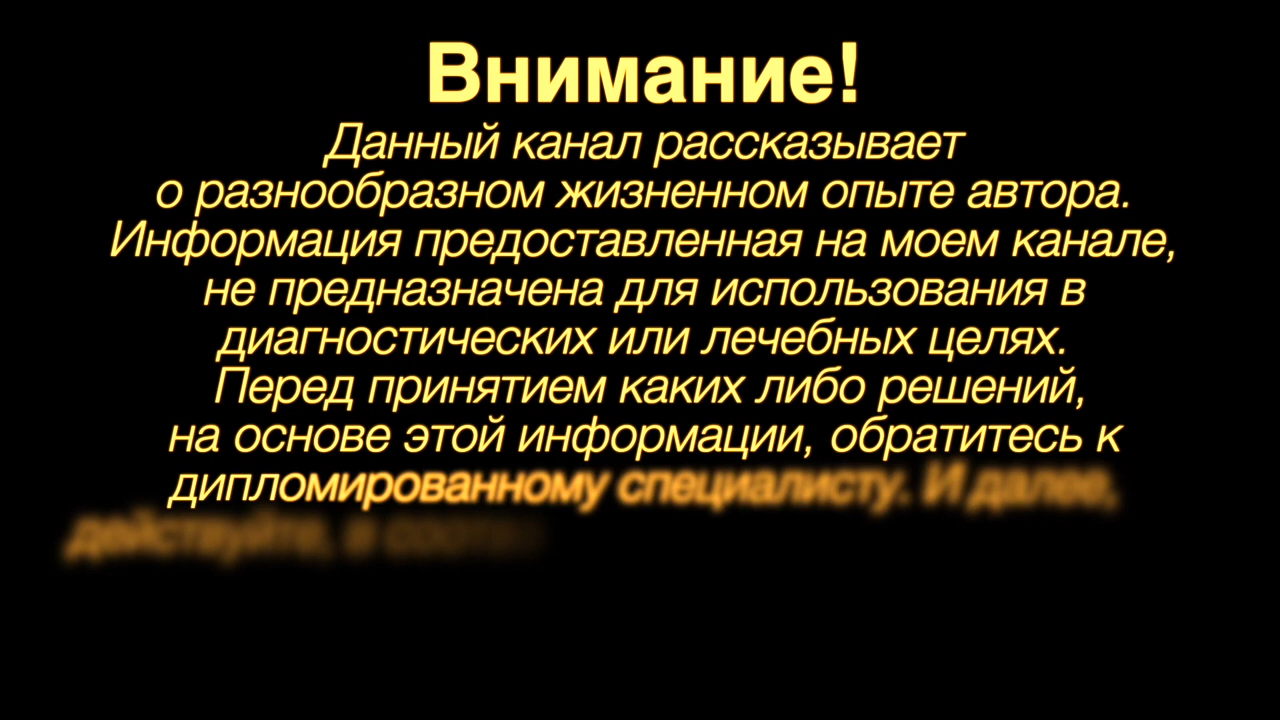 Внимание!
Данный канал рассказывает
о разнообразном жизненном опыте автора.
Информация предоставленная на моем канале,
не предназначена для использования в
диагностических или лечебных целях.
Перед принятием каких либо решений,
на основе этой информации, обратитесь к
дипломированному специалисту. И далее,
действуйте, в